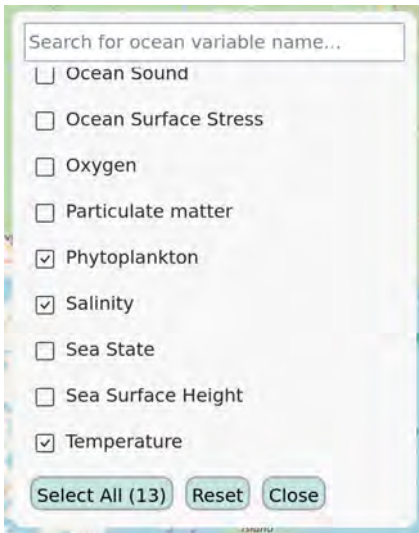 Search for ocean variable name...
Ocean Sound
Ocean Surface Stress
Oxygen
Particulate matter
Phytoplankton
Salinity
Sea State
Sea Surface Height
Temperature
Select All (13) Reset Close
Island